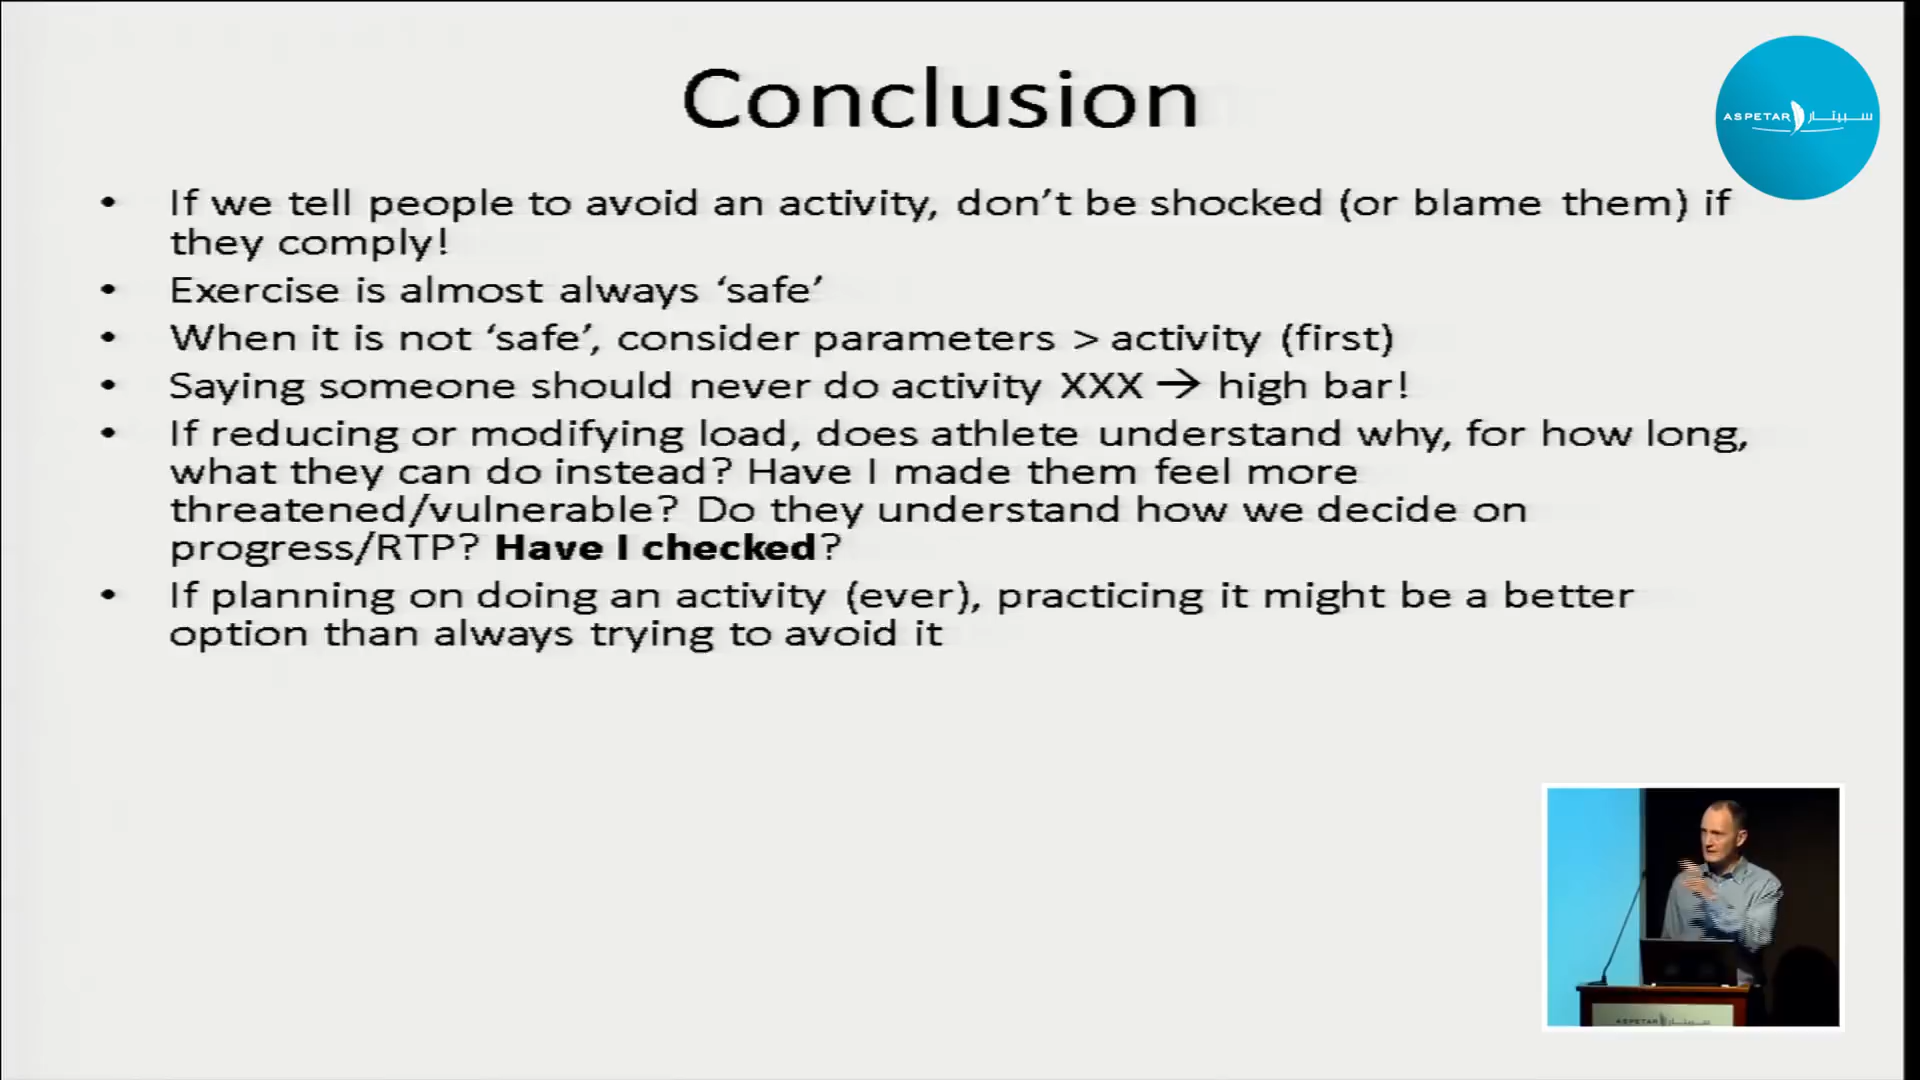 Conclusion
ASPETAR سبيتار
• If we tell people to avoid an activity, don’t be shocked (or blame them) if
they comply!
• Exercise is almost always ‘safe’
• When it is not ‘safe’, consider parameters > activity (first)
• Saying someone should never do activity XXX → high bar!
• If reducing or modifying load, does athlete understand why, for how long,
what they can do instead? Have I made them feel more
threatened/vulnerable? Do they understand how we decide on
progress/RTP? Have I checked?
• If planning on doing an activity (ever), practicing it might be a better
option than always trying to avoid it
ASPETAR سبيتار